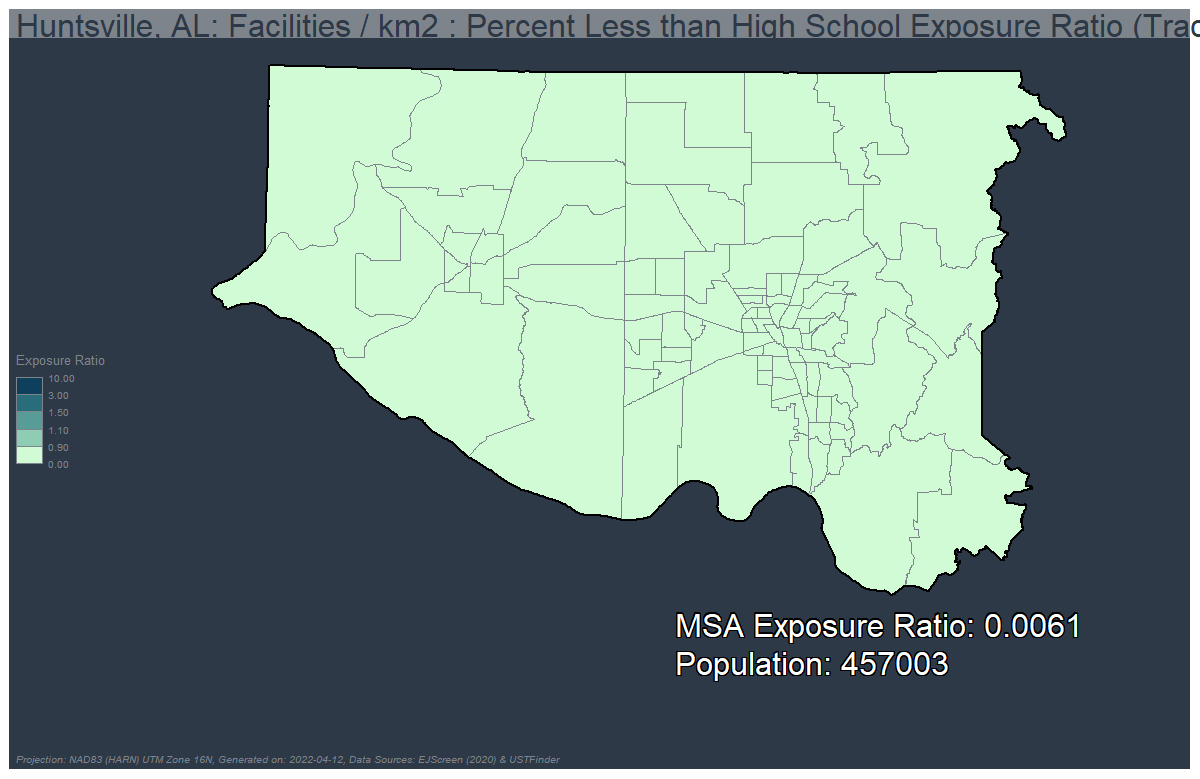 Huntsville, AL: Facilities / km2 : Percent Less than High School Exposure Ratio (Trac
Exposure Ratio
10.00
3.00
1.50
1.10
0.90
0.00
MSA Exposure Ratio: 0.0061
Population: 457003
Projection: NAD83 (HARN) UTM Zone 16N, Generated on: 2022-04-12, Data Sources: EJScreen (2020) & USTFinder